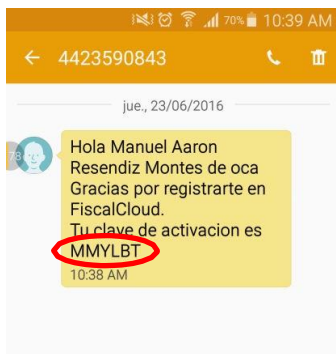 70% 10:39 AM
4423590843
jue., 23/06/2016
Hola Manuel Aaron
Resendiz Montes de oca
Gracias por registrarte en
FiscalCloud.
Tu clave de activacion es
MMYLBT
10:38 AM